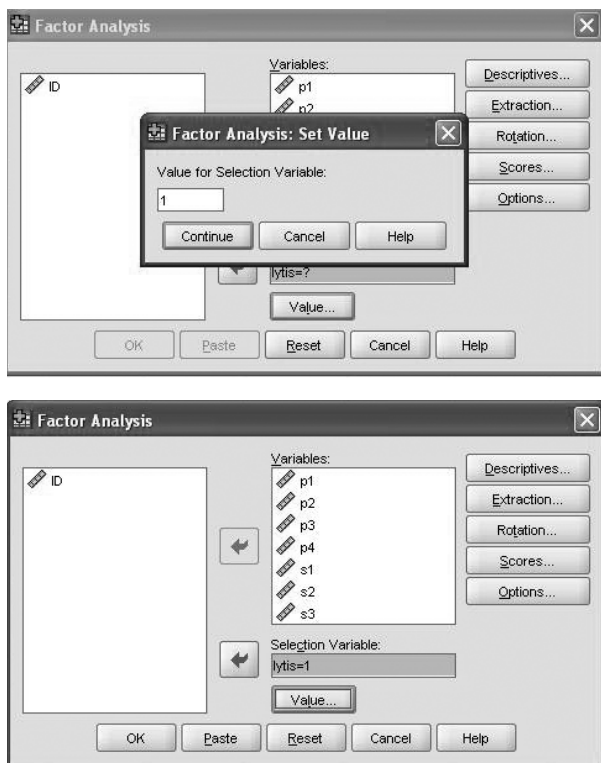 Factor Analysis
ID
Variables:
p1
p2
Descriptives...
Extraction...
Rotation...
Scores...
Options...
Factor Analysis: Set Value
Value for Selection Variable:
1
Continue Cancel Help
lytis=?
Value...
OK Paste Reset Cancel Help
Factor Analysis
ID
Variables:
p1
p2
p3
p4
s1
s2
s3
Descriptives...
Extraction...
Rotation...
Scores...
Options...
Selection Variable:
lytis=1
Value...
OK Paste Reset Cancel Help